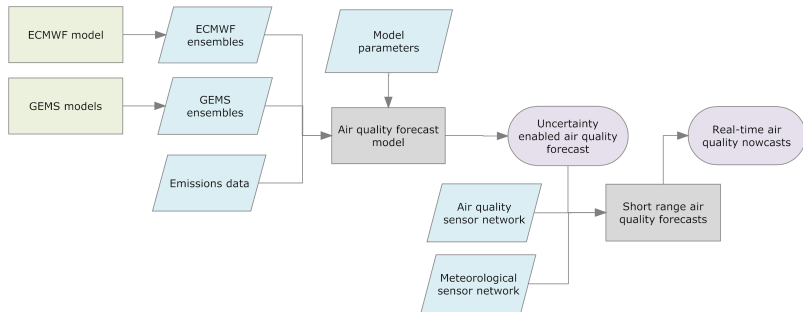 ECMWF model
ECMWF
ensembles
Model
parameters
GEMS models
GEMS
ensembles
Air quality forecast
model
Uncertainty
enabled air quality
forecast
Real-time air
quality nowcasts
Emissions data
Air quality
sensor network
Short range air
quality forecasts
Meteorological
sensor network